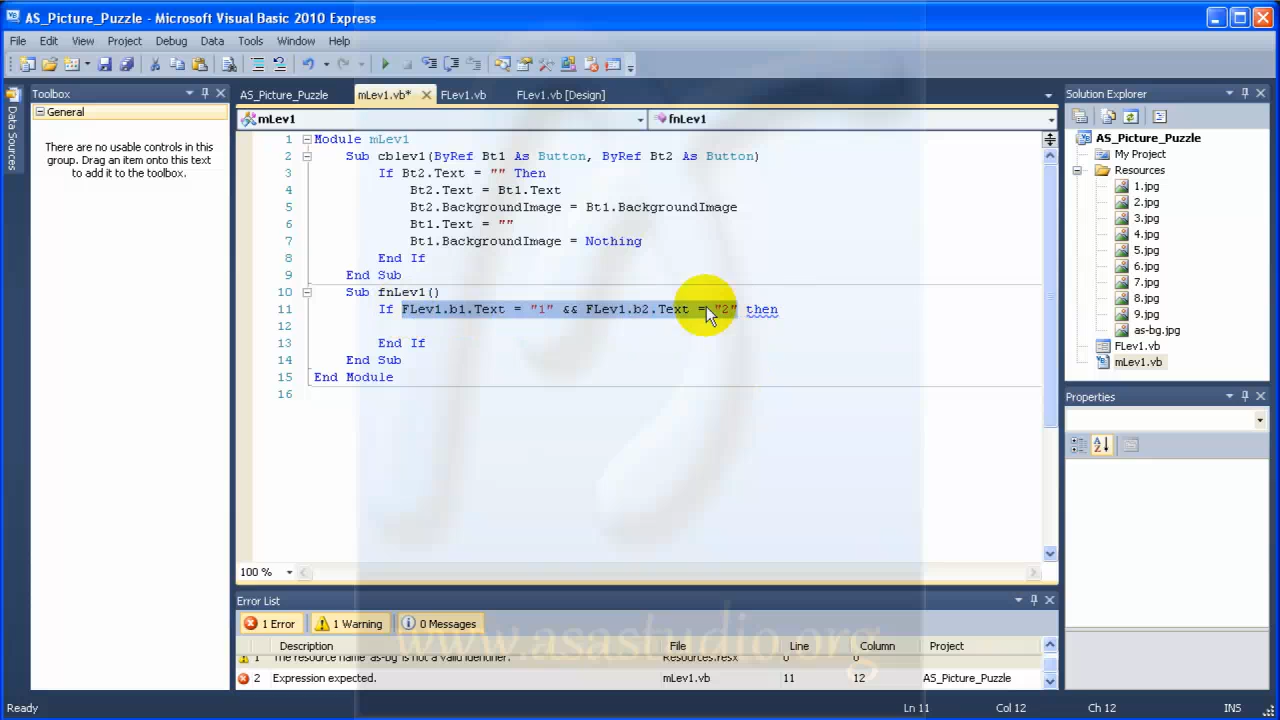 AS_Picture_Puzzle - Microsoft Visual Basic 2010 Express
File Edit View Project Debug Data Tools Window Help
Toolbox
General
There are no usable controls in this
group. Drag an item onto this text
to add it to the toolbox.
Data Sources
AS_Picture_Puzzle mLev1.vb* FLev1.vb FLev1.vb [Design]
mLev1 fnLev1
1 Module mLev1
2 Sub cblev1(ByRef Bt1 As Button, ByRef Bt2 As Button)
3 If Bt2.Text = "" Then
4 Bt2.Text = Bt1.Text
5 Bt2.BackgroundImage = Bt1.BackgroundImage
6 Bt1.Text = ""
7 Bt1.BackgroundImage = Nothing
8 End If
9 End Sub
10 Sub fnLev1()
11 If FLev1.b1.Text = "1" && FLev1.b2.Text = "2" then
12
13 End If
14 End Sub
15 End Module
16
100 %
Error List
1 Error 1 Warning 0 Messages
Description File Line Column Project
1 The resource name 'as-bg' is not a valid identifier. Resources.resx 0 0
2 Expression expected. mLev1.vb 11 12 AS_Picture_Puzzle
www.asastudio.org
Solution Explorer
AS_Picture_Puzzle
My Project
Resources
1.jpg
2.jpg
3.jpg
4.jpg
5.jpg
6.jpg
7.jpg
8.jpg
9.jpg
as-bg.jpg
FLev1.vb
mLev1.vb
Properties
Ready Ln 11 Col 12 Ch 12 INS